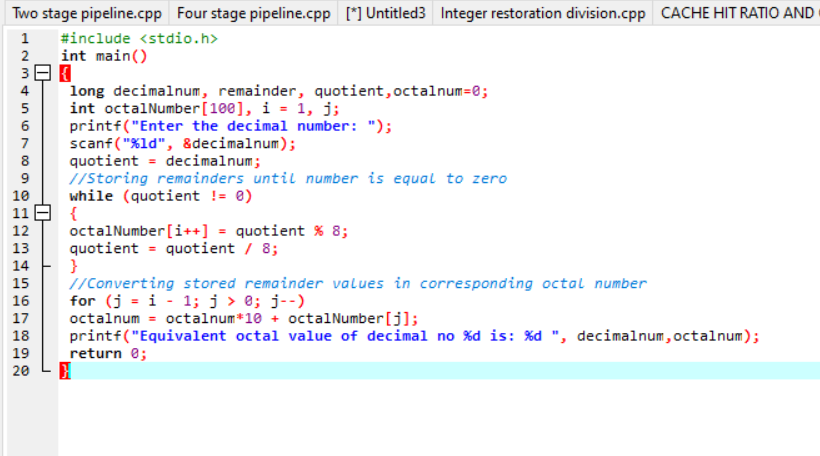 Two stage pipeline.cpp Four stage pipeline.cpp [*] Untitled3 Integer restoration division.cpp CACHE HIT RATIO AND
1 #include <stdio.h>
2 int main()
3 {
4 long decimalnum, remainder, quotient,octalnum=0;
5 int octalNumber[100], i = 1, j;
6 printf("Enter the decimal number: ");
7 scanf("%ld", &decimalnum);
8 quotient = decimalnum;
9 //Storing remainders until number is equal to zero
10 while (quotient != 0)
11 {
12 octalNumber[i++] = quotient % 8;
13 quotient = quotient / 8;
14 }
15 //Converting stored remainder values in corresponding octal number
16 for (j = i - 1; j > 0; j--)
17 octalnum = octalnum*10 + octalNumber[j];
18 printf("Equivalent octal value of decimal no %d is: %d ", decimalnum,octalnum);
19 return 0;
20 }